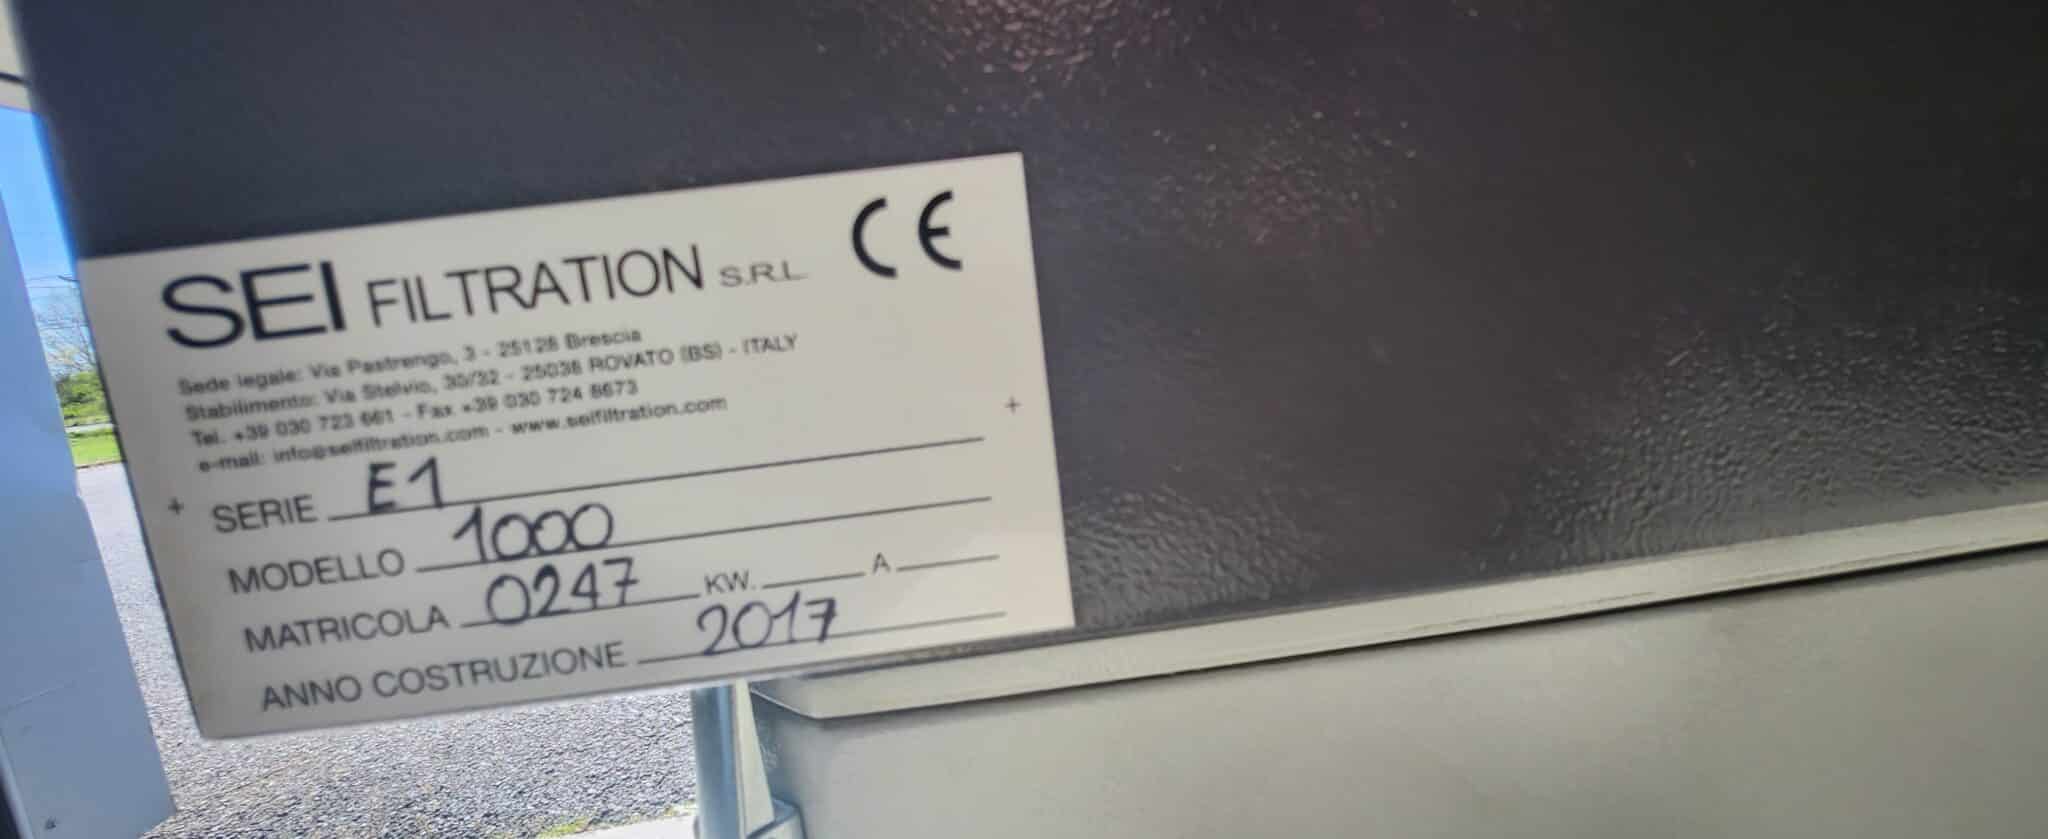 SEI FILTRATION S.R.L. CE
Sede legale: Via Pastrengo, 3 - 25128 Brescia
Stabilimento: Via Stelvio, 30/32 - 25038 ROVATO (BS) - ITALY
Tel. +39 030 723 661 - Fax +39 030 724 8673
e-mail: info@seifiltration.com - www.seifiltration.com
SERIE E1
MODELLO 1000
MATRICOLA 0247 KW. A
ANNO COSTRUZIONE 2017